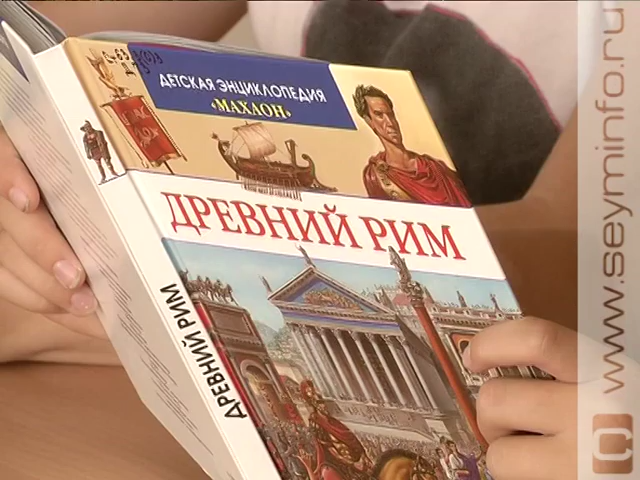 ДЕТСКАЯ ЭНЦИКЛОПЕДИЯ
«МАХАОН»
ДРЕВНИЙ РИМ
ДРЕВНИЙ РИМ
www.seyminfo.ru